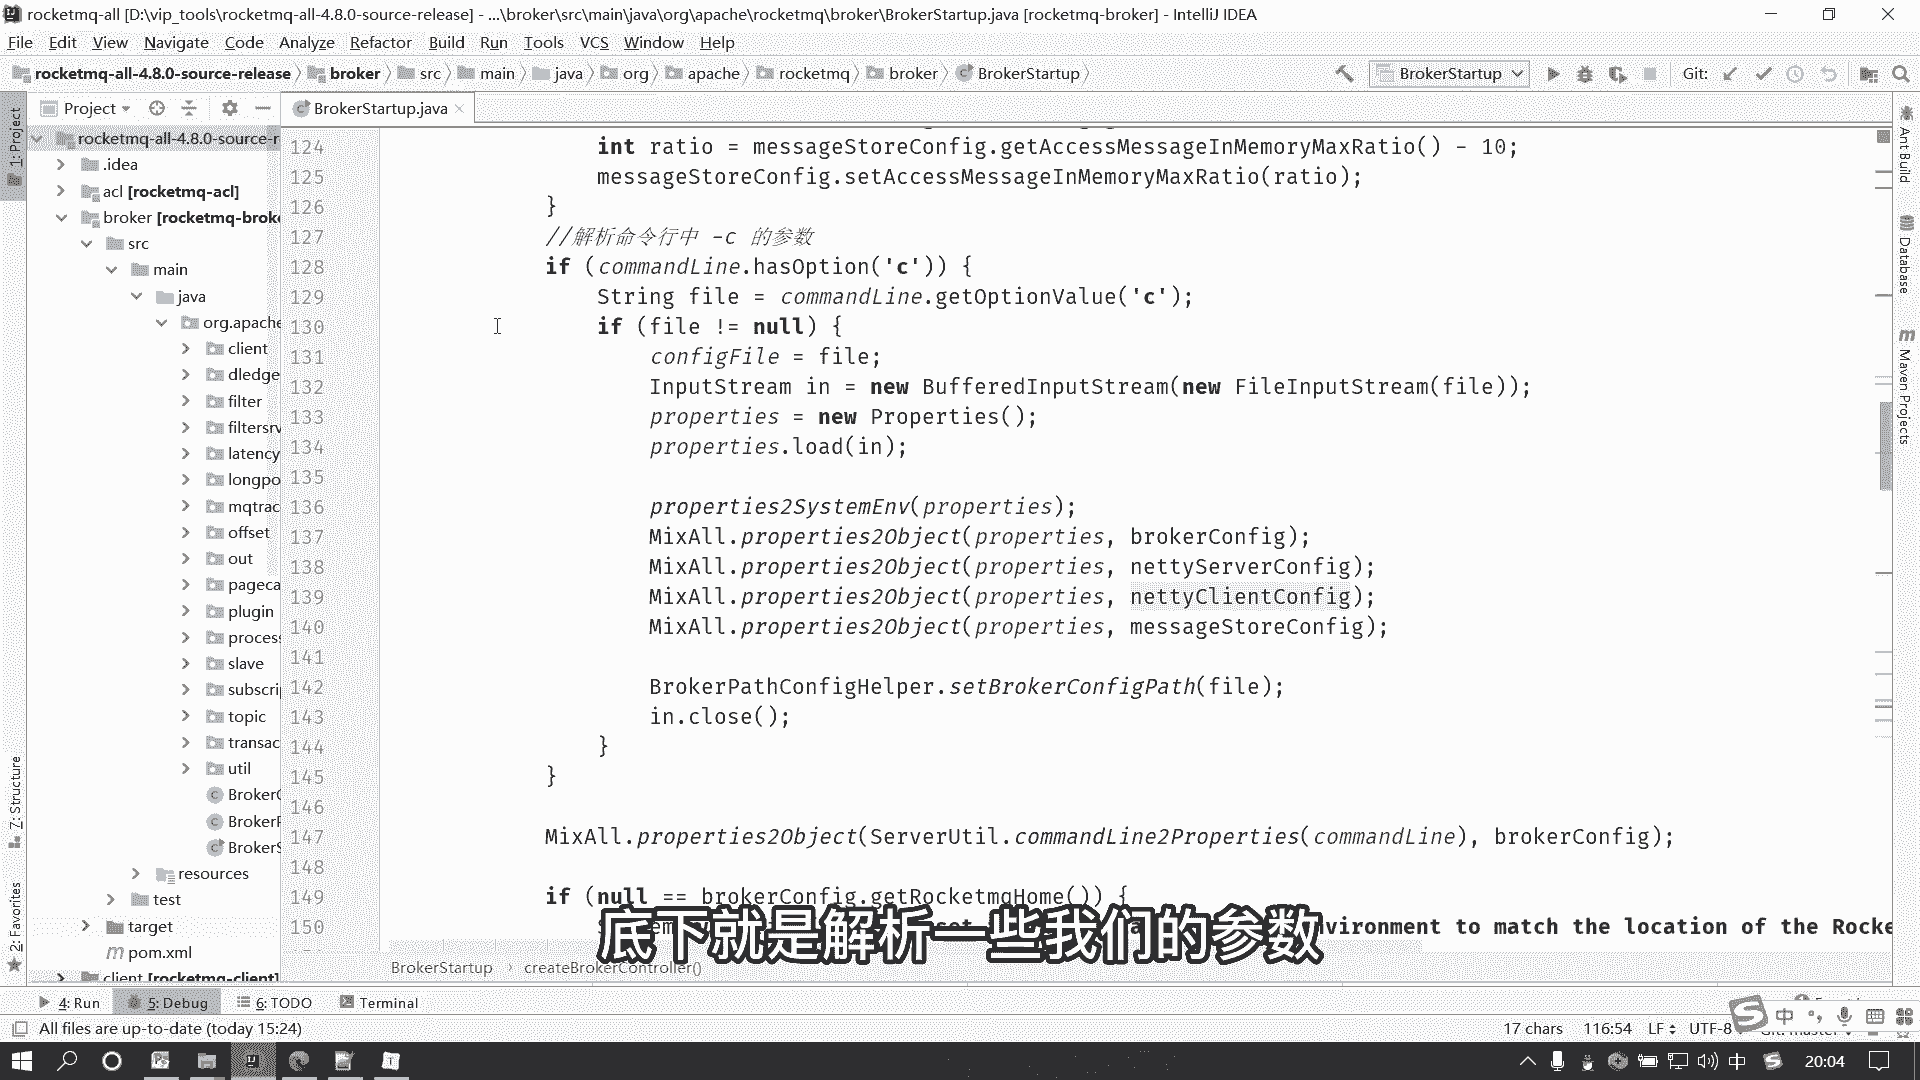 rocketmq-all [D:\vip_tools\rocketmq-all-4.8.0-source-release] - ...\broker\src\main\java\org\apache\rocketmq\broker\BrokerStartup.java [rocketmq-broker] - IntelliJ IDEA
File Edit View Navigate Code Analyze Refactor Build Run Tools VCS Window Help
rocketmq-all-4.8.0-source-release broker src main java org apache rocketmq broker BrokerStartup BrokerStartup Git:
Project BrokerStartup.java
1: Project
7: Structure
2: Favorites
rocketmq-all-4.8.0-source-r
.idea
acl [rocketmq-acl]
broker [rocketmq-broke
src
main
java
org.apache
client
dledge
filter
filtersrv
latency
longpo
mqtrac
offset
out
pageca
plugin
process
slave
subscri
topic
transac
util
BrokerC
BrokerP
BrokerS
resources
test
target
pom.xml
client [rocketmq-client]
124 int ratio = messageStoreConfig.getAccessMessageInMemoryMaxRatio() - 10;
125 messageStoreConfig.setAccessMessageInMemoryMaxRatio(ratio);
126 }
127 //解析命令行中 -c 的参数
128 if (commandLine.hasOption('c')) {
129 String file = commandLine.getOptionValue('c');
130 if (file != null) {
131 configFile = file;
132 InputStream in = new BufferedInputStream(new FileInputStream(file));
133 properties = new Properties();
134 properties.load(in);
135
136 properties2SystemEnv(properties);
137 MixAll.properties2Object(properties, brokerConfig);
138 MixAll.properties2Object(properties, nettyServerConfig);
139 MixAll.properties2Object(properties, nettyClientConfig);
140 MixAll.properties2Object(properties, messageStoreConfig);
141
142 BrokerPathConfigHelper.setBrokerConfigPath(file);
143 in.close();
144 }
145 }
146
147 MixAll.properties2Object(ServerUtil.commandLine2Properties(commandLine), brokerConfig);
148
149 if (null == brokerConfig.getRocketmqHome()) {
150 vironment to match the location of the Rocke
底下就是解析一些我们的参数
BrokerStartup createBrokerController()
Ant Build
Database
Maven Projects
4: Run 5: Debug 6: TODO Terminal
All files are up-to-date (today 15:24) 17 chars 116:54 LF UTF-8
中
中 20:04